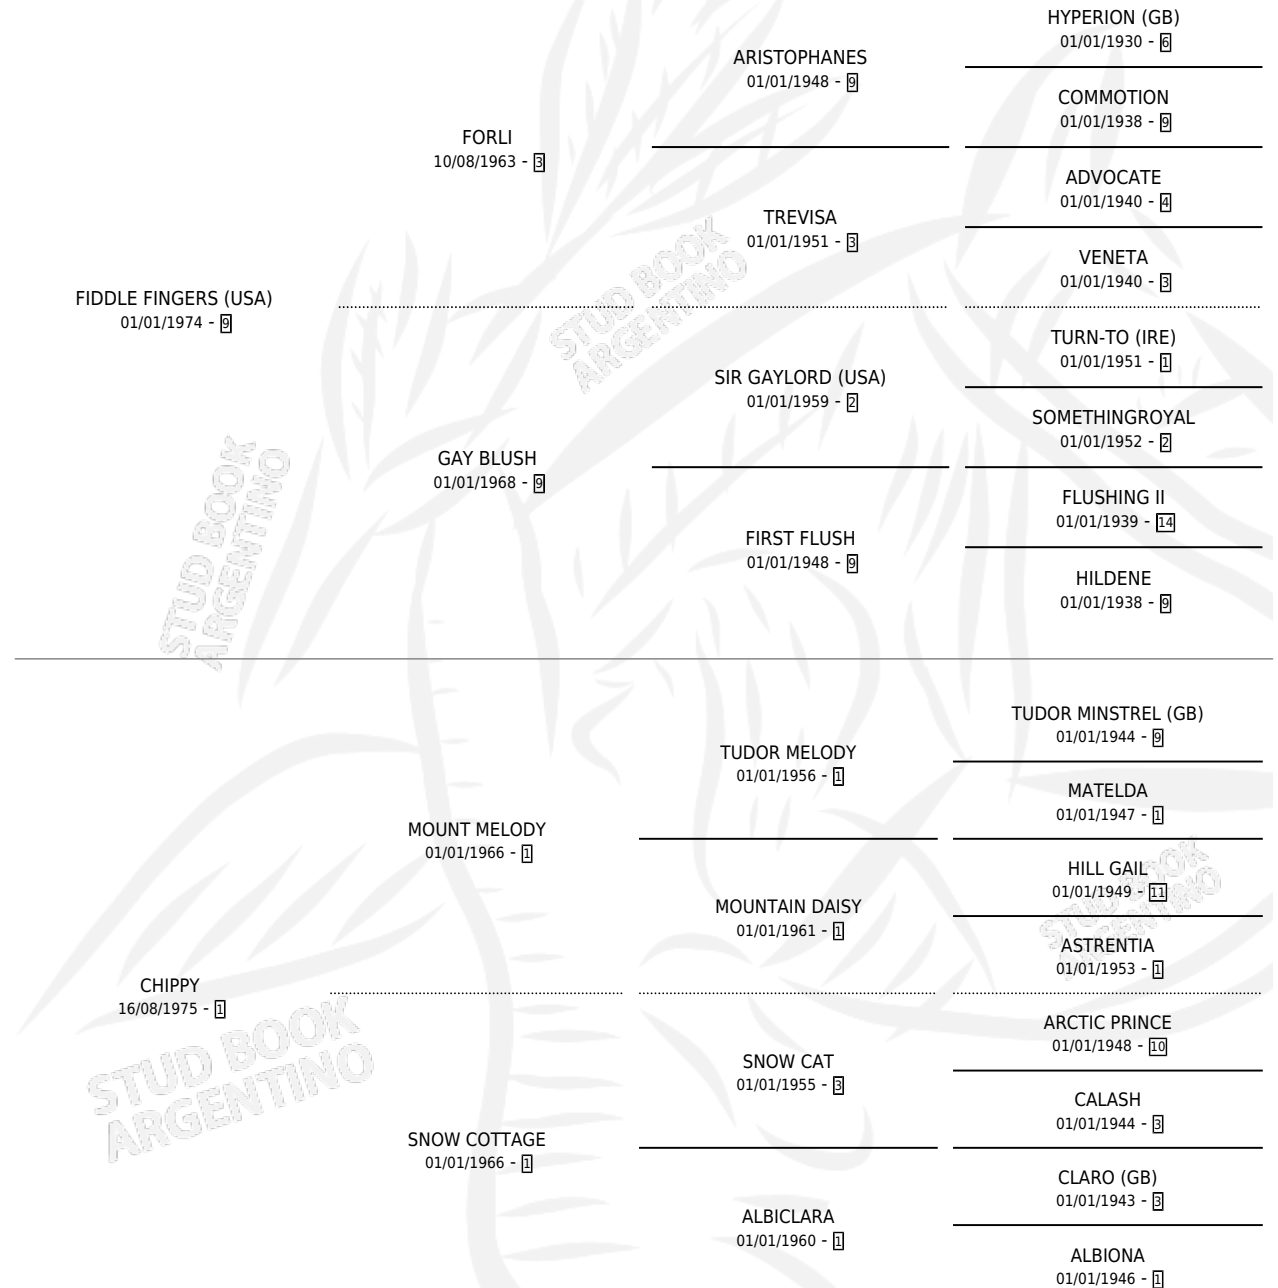 HYPERION (GB)
01/01/1930 - 6
ARISTOPHANES
01/01/1948 - 9
COMMOTION
01/01/1938 - 9
FORLI
10/08/1963 - 3
ADVOCATE
01/01/1940 - 4
TREVISA
01/01/1951 - 3
VENETA
01/01/1940 - 3
FIDDLE FINGERS (USA)
01/01/1974 - 9
TURN-TO (IRE)
01/01/1951 - 1
SIR GAYLORD (USA)
01/01/1959 - 2
SOMETHINGROYAL
01/01/1952 - 2
GAY BLUSH
01/01/1968 - 9
FLUSHING II
01/01/1939 - 14
FIRST FLUSH
01/01/1948 - 9
HILDENE
01/01/1938 - 9
STUD BOOK
ARGENTINO
STUD BOOK
ARGENTINO
TUDOR MINSTREL (GB)
01/01/1944 - 9
TUDOR MELODY
01/01/1956 - 1
MATELDA
01/01/1947 - 1
MOUNT MELODY
01/01/1966 - 1
HILL GAIL
01/01/1949 - 11
MOUNTAIN DAISY
01/01/1961 - 1
ASTRENTIA
01/01/1953 - 1
STUD BOOK
ARGENTINO
CHIPPY
16/08/1975 - 1
ARCTIC PRINCE
01/01/1948 - 10
SNOW CAT
01/01/1955 - 3
CALASH
01/01/1944 - 3
STUD BOOK
ARGENTINO
SNOW COTTAGE
01/01/1966 - 1
CLARO (GB)
01/01/1943 - 3
ALBICLARA
01/01/1960 - 1
ALBIONA
01/01/1946 - 1